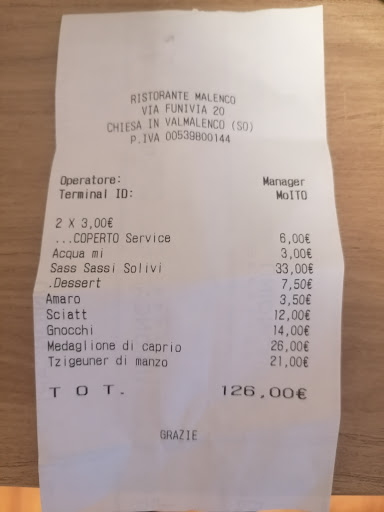 RISTORANTE MALENCO
VIA FUNIVIA 20
CHIESA IN VALMALENCO (SO)
P.IVA 00539800144
Operatore: Manager
Terminal ID: MoITO
2 X 3,00€
...COPERTO Service 6,00€
Acqua mi 3,00€
Sass Sassi Solivi 33,00€
.Dessert 7,50€
Amaro 3,50€
Sciatt 12,00€
Gnocchi 14,00€
Medaglione di caprio 26,00€
Tzigeuner di manzo 21,00€
T O T. 126,00€
GRAZIE